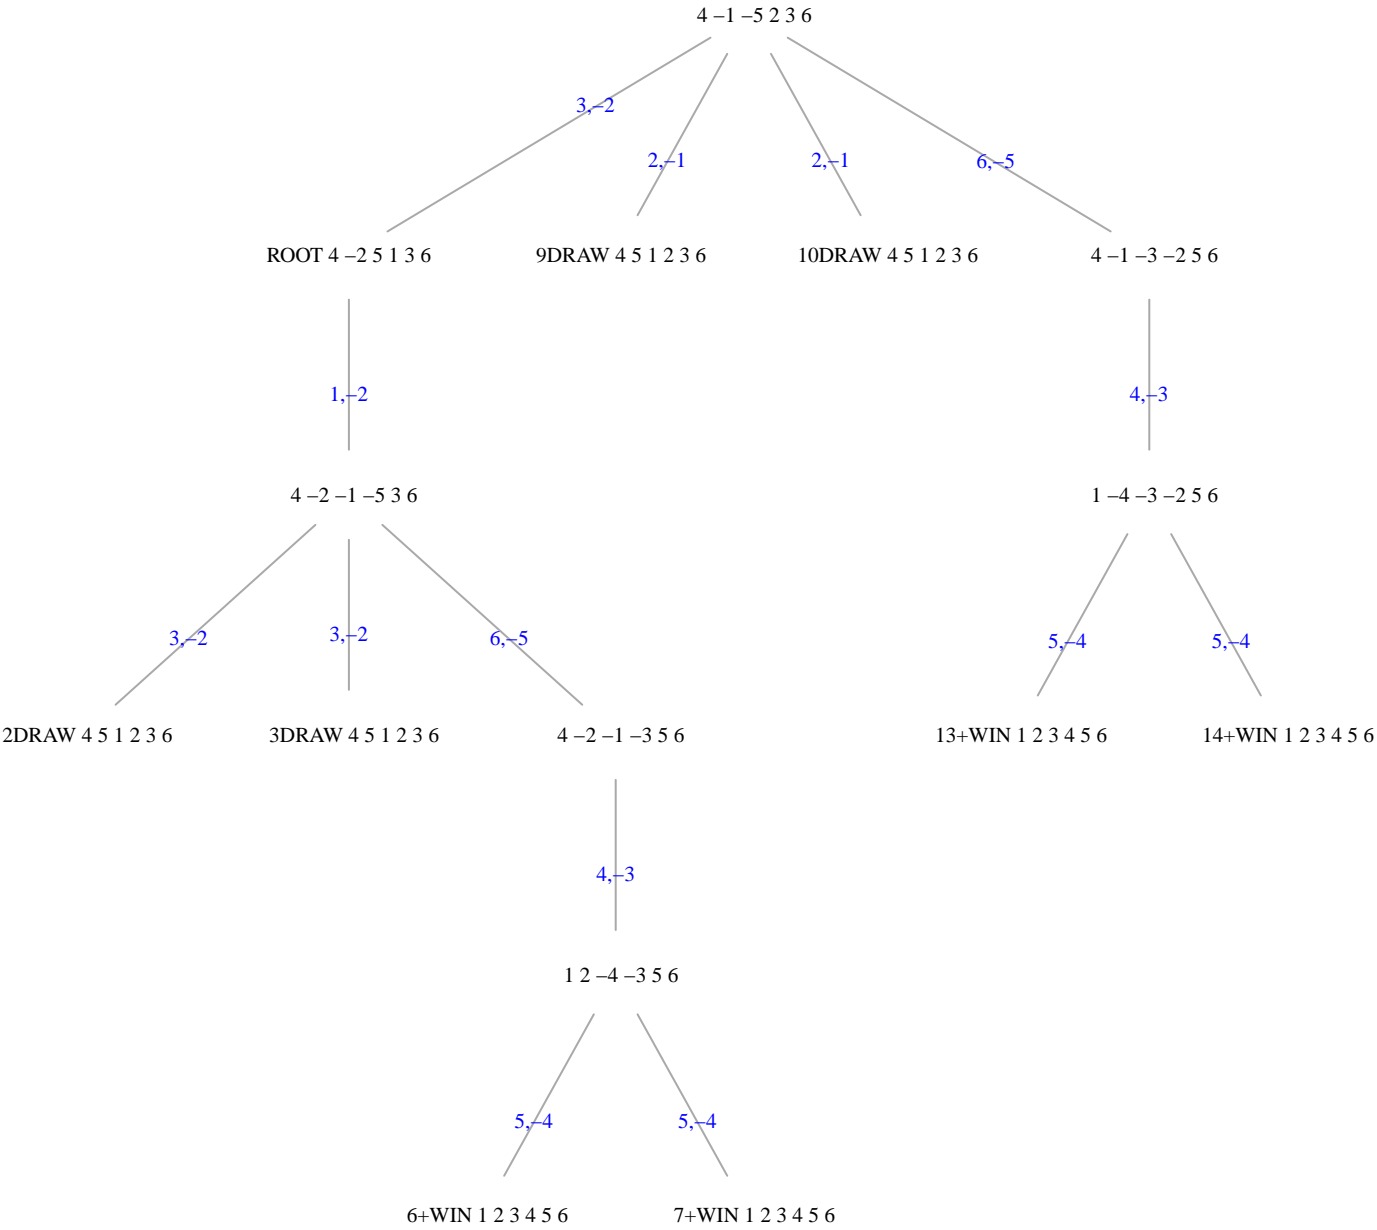 4 –1 –5 2 3 6
3,–2
2,–1
2,–1
6,–5
ROOT 4 –2 5 1 3 6
9DRAW 4 5 1 2 3 6
10DRAW 4 5 1 2 3 6
4 –1 –3 –2 5 6
1,–2
4,–3
4 –2 –1 –5 3 6
1 –4 –3 –2 5 6
3,–2
3,–2
6,–5
5,–4
5,–4
2DRAW 4 5 1 2 3 6
3DRAW 4 5 1 2 3 6
4 –2 –1 –3 5 6
13+WIN 1 2 3 4 5 6
14+WIN 1 2 3 4 5 6
4,–3
1 2 –4 –3 5 6
5,–4
5,–4
6+WIN 1 2 3 4 5 6
7+WIN 1 2 3 4 5 6